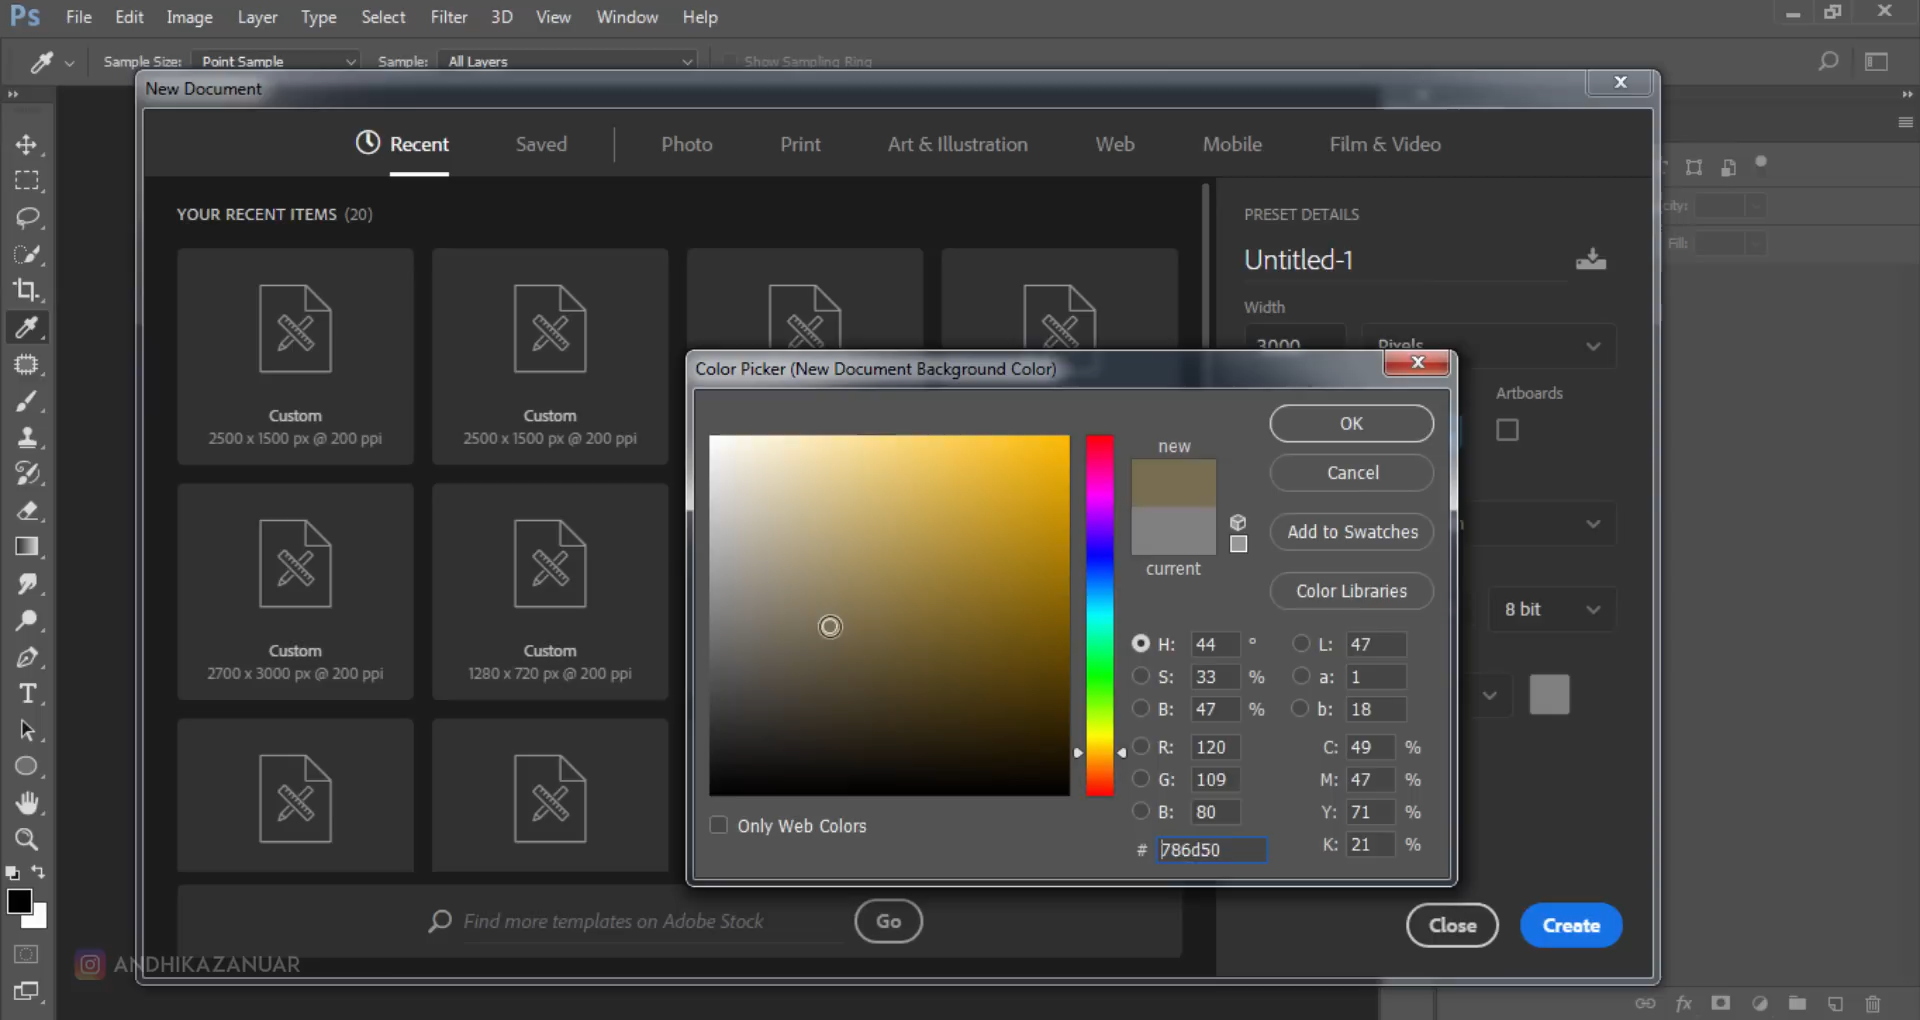 Ps File Edit Image Layer Type Select Filter 3D View Window Help
Sample Size: Point Sample Sample: All Layers Show Sampling Ring
New Document
Recent Saved Photo Print Art & Illustration Web Mobile Film & Video
YOUR RECENT ITEMS (20)
PRESET DETAILS
Untitled-1
Width
3000 Pixels
Fill:
Artboards
Custom
2500 x 1500 px @ 200 ppi
Custom
2500 x 1500 px @ 200 ppi
Custom
2700 x 3000 px @ 200 ppi
Custom
1280 x 720 px @ 200 ppi
8 bit
Color Picker (New Document Background Color)
new
current
OK
Cancel
Add to Swatches
Color Libraries
H: 44 ° L: 47
S: 33 % a: 1
B: 47 % b: 18
R: 120 C: 49 %
G: 109 M: 47 %
B: 80 Y: 71 %
# 786d50 K: 21 %
Only Web Colors
Find more templates on Adobe Stock Go
Close Create
ANDHIKAZANUAR
fx